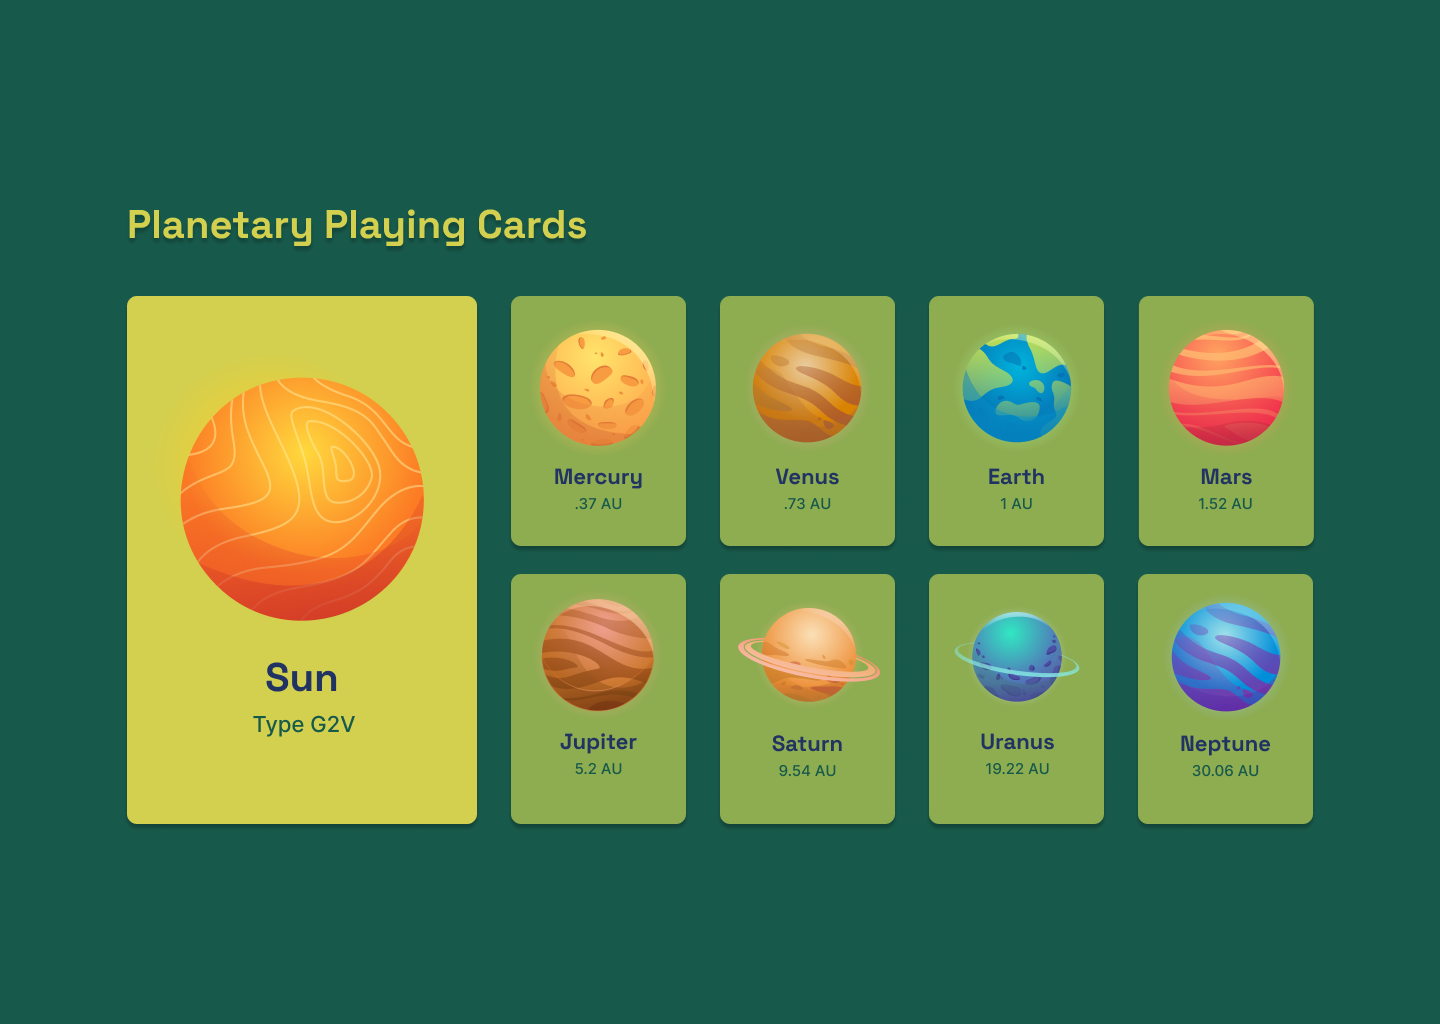 Planetary Playing Cards
Sun
Type G2V
Mercury
.37 AU
Venus
.73 AU
Earth
1 AU
Mars
1.52 AU
Jupiter
5.2 AU
Saturn
9.54 AU
Uranus
19.22 AU
Neptune
30.06 AU